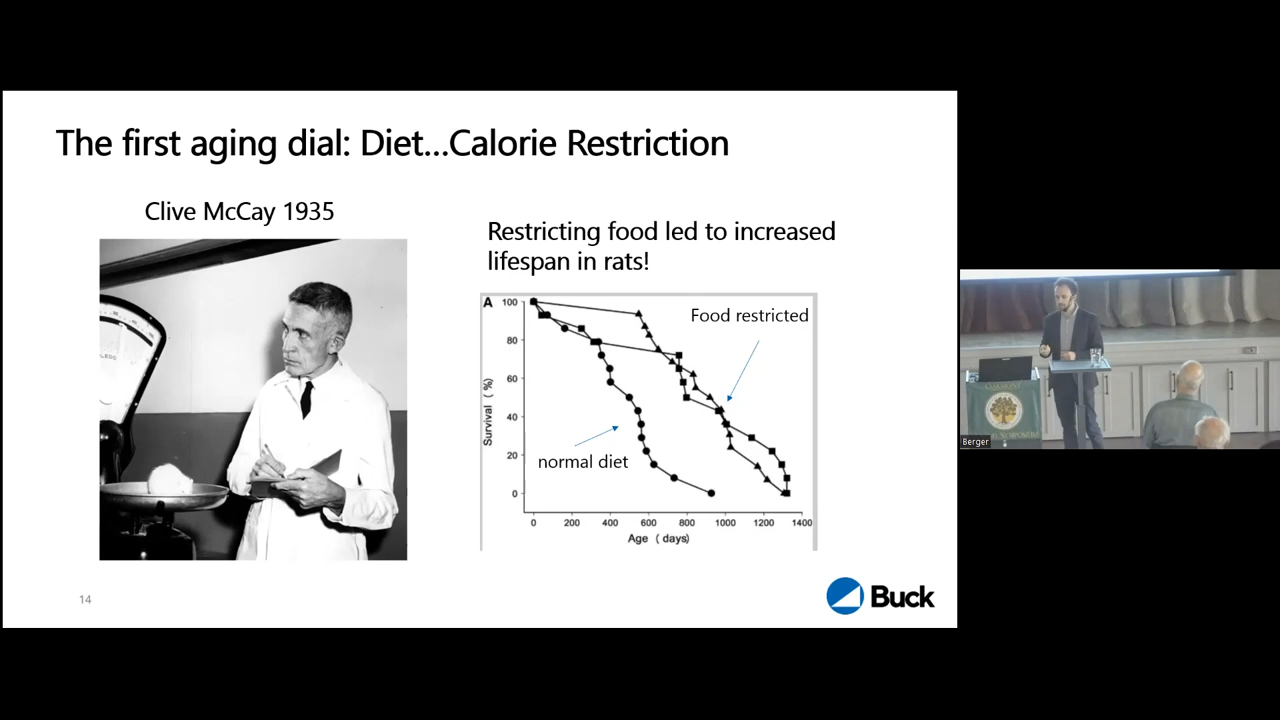 The first aging dial: Diet...Calorie Restriction
Clive McCay 1935
Restricting food led to increased
lifespan in rats!
A
100
80
60
40
20
0
Survival (%)
Food restricted
normal diet
0 200 400 600 800 1000 1200 1400
Age (days)
14
Buck
Berger